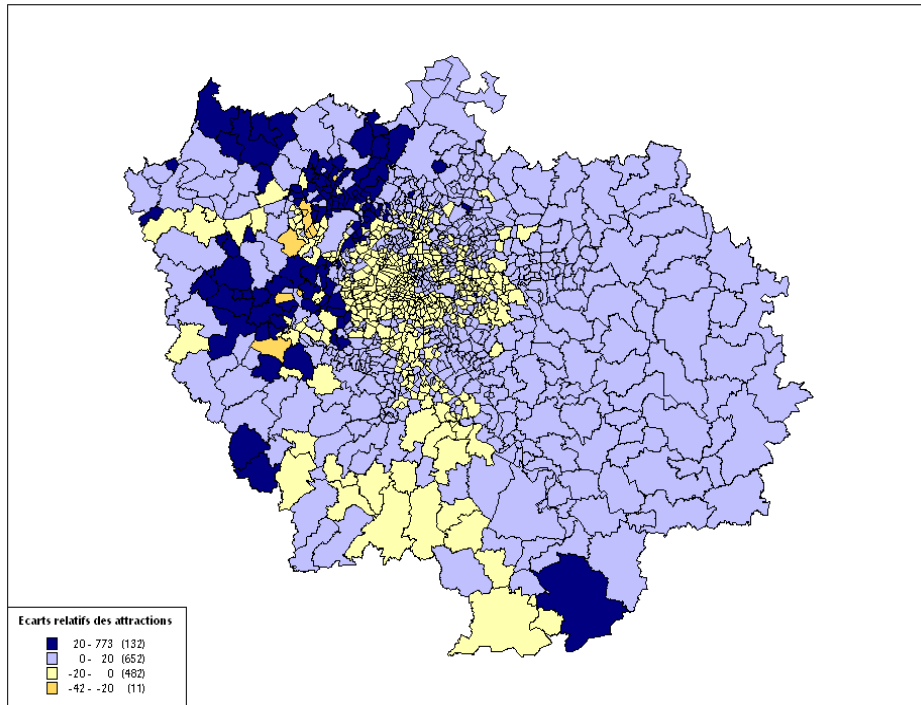 Ecarts relatifs des attractions
20 - 773 (132)
0 - 20 (652)
-20 - 0 (482)
-42 - -20 (11)